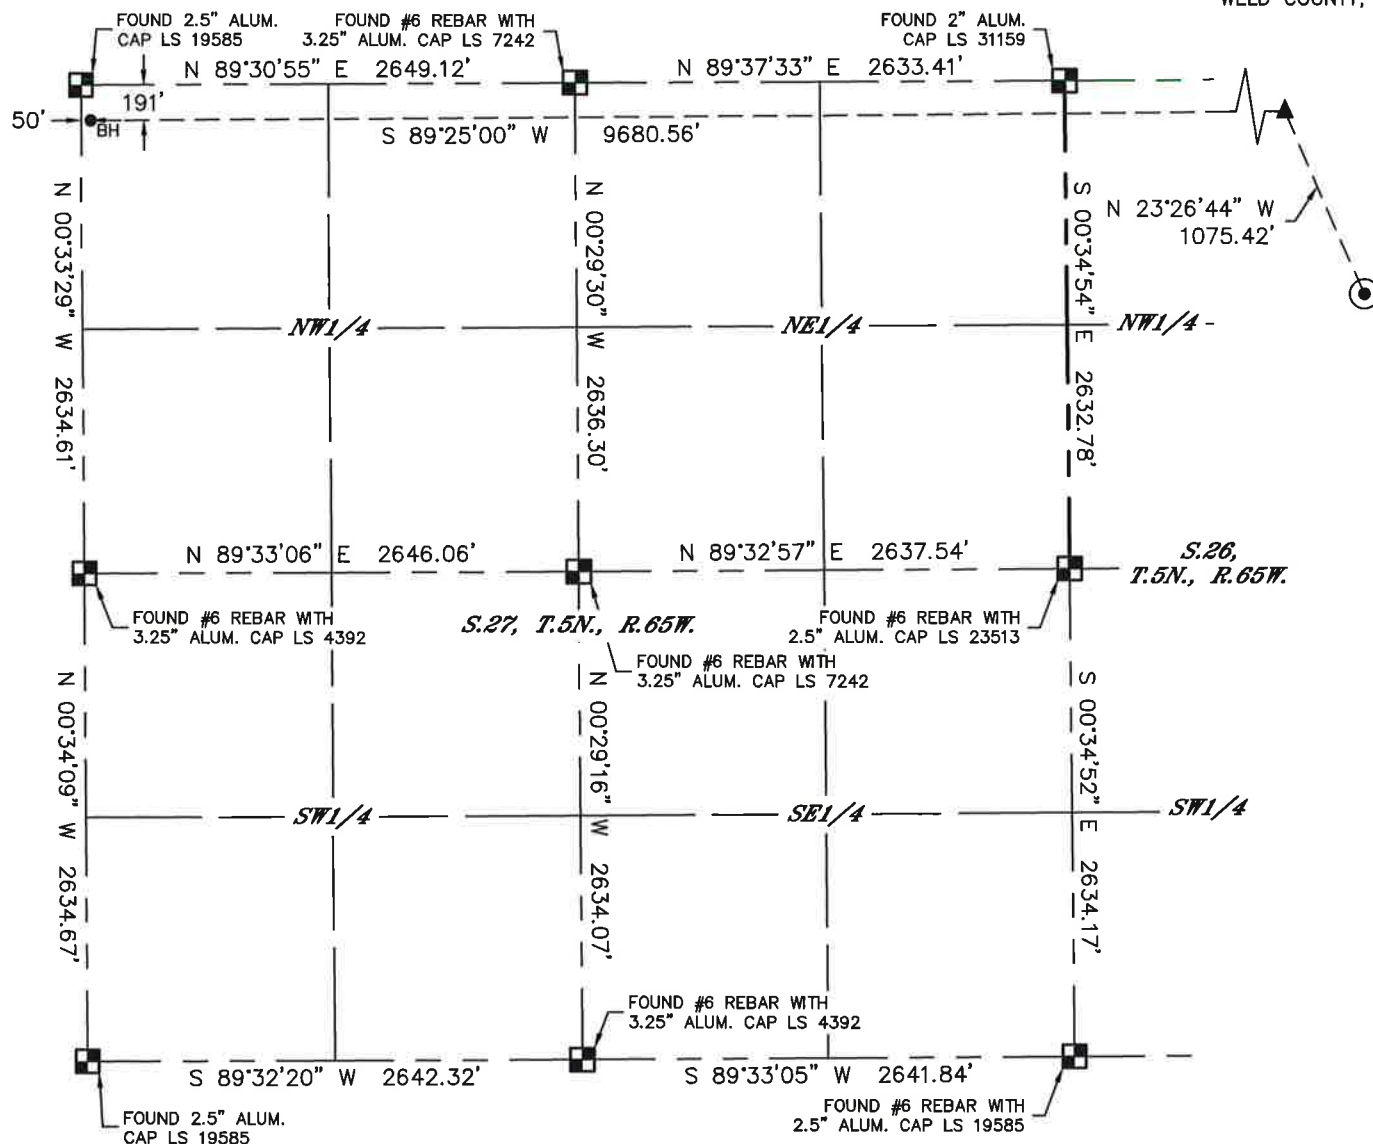 WELD COUNTY,
FOUND 2.5" ALUM.
CAP LS 19585
FOUND #6 REBAR WITH
3.25" ALUM. CAP LS 7242
FOUND 2" ALUM.
CAP LS 31159
N 89°30'55" E 2649.12'
N 89°37'33" E 2633.41'
191'
50'
BH
S 89°25'00" W 9680.56'
N 23°26'44" W
1075.42'
N 00°33'29" W 2634.61'
N 00°29'30" W 2636.30'
S 00°34'54" E 2632.78'
NW1/4
NE1/4
NW1/4
N 89°33'06" E 2646.06'
N 89°32'57" E 2637.54'
S.26,
T.5N., R.65W.
FOUND #6 REBAR WITH
3.25" ALUM. CAP LS 4392
S.27, T.5N., R.65W.
FOUND #6 REBAR WITH
2.5" ALUM. CAP LS 23513
FOUND #6 REBAR WITH
3.25" ALUM. CAP LS 7242
N 00°34'09" W 2634.67'
N 00°29'16" W 2634.07'
S 00°34'52" E 2634.17'
SW1/4
SE1/4
SW1/4
FOUND #6 REBAR WITH
3.25" ALUM. CAP LS 4392
S 89°32'20" W 2642.32'
S 89°33'05" W 2641.84'
FOUND 2.5" ALUM.
CAP LS 19585
FOUND #6 REBAR WITH
2.5" ALUM. CAP LS 19585